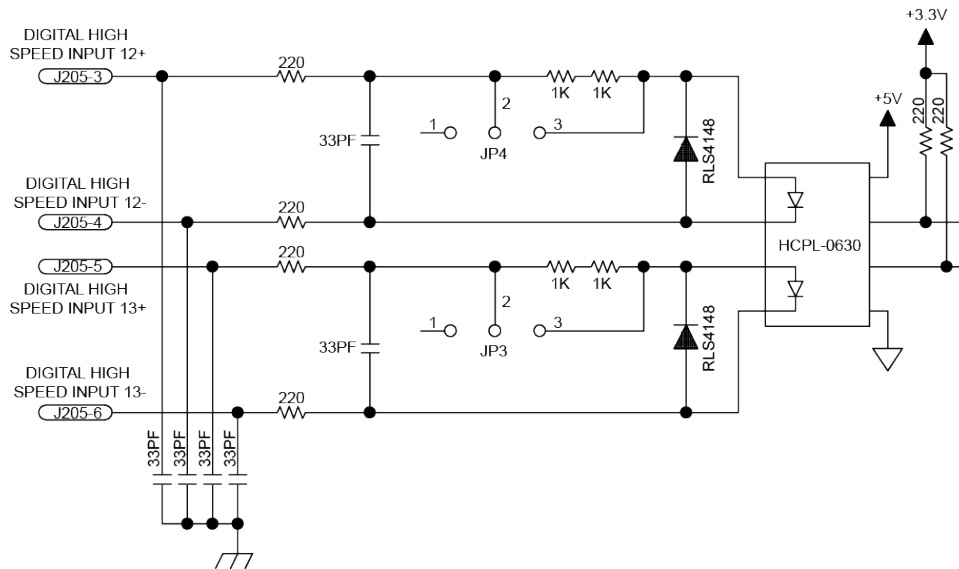 DIGITAL HIGH
SPEED INPUT 12+
J205-3
220
1K 1K
2
1
3
JP4
33PF
RLS4148
+3.3V
220
220
+5V
DIGITAL HIGH
SPEED INPUT 12-
J205-4
220
HCPL-0630
J205-5
220
DIGITAL HIGH
SPEED INPUT 13+
1K 1K
2
1
3
JP3
33PF
RLS4148
DIGITAL HIGH
SPEED INPUT 13-
J205-6
220
33PF
33PF
33PF
33PF